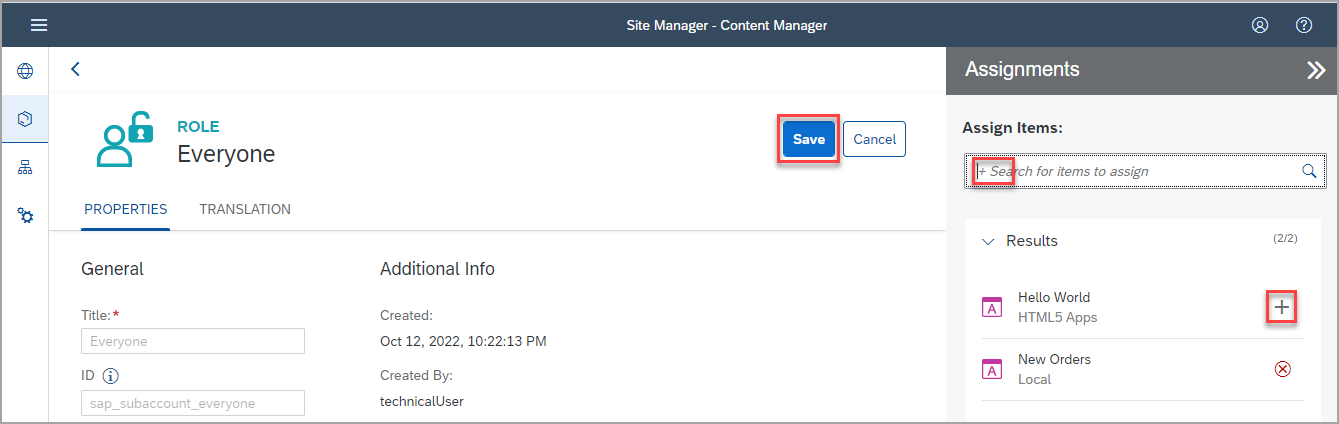 Site Manager - Content Manager
ROLE
Everyone
Save
Cancel
PROPERTIES
TRANSLATION
General
Title:*
Everyone
ID
sap_subaccount_everyone
Additional Info
Created:
Oct 12, 2022, 10:22:13 PM
Created By:
technicalUser
Assignments
Assign Items:
+ Search for items to assign
Results
(2/2)
A
Hello World
HTML5 Apps
A
New Orders
Local